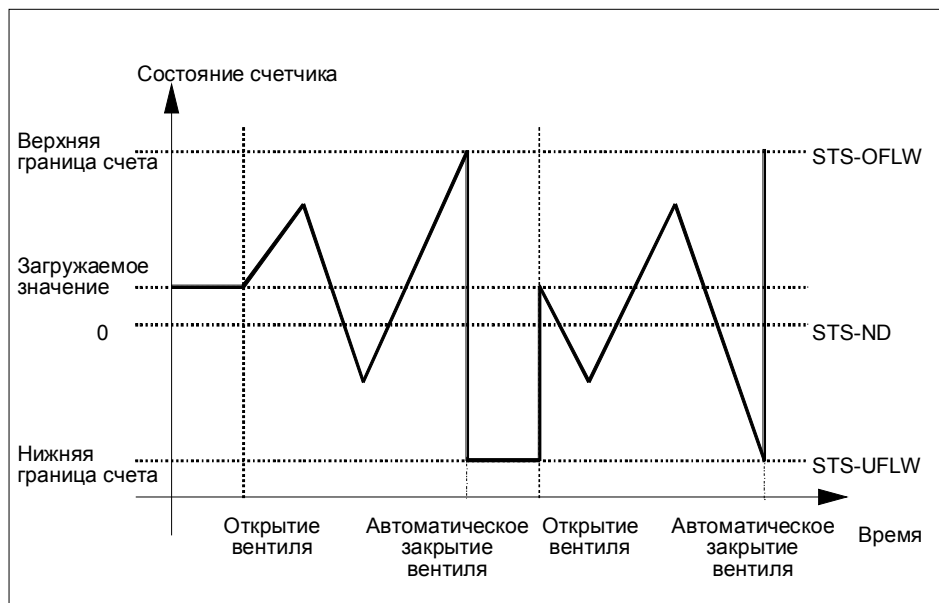 Состояние счетчика
Верхняя
граница счета
STS-OFLW
Загружаемое
значение
0
STS-ND
Нижняя
граница счета
STS-UFLW
Открытие
вентиля
Автоматическое
закрытие
вентиля
Открытие
вентиля
Автоматическое
закрытие
вентиля
Время